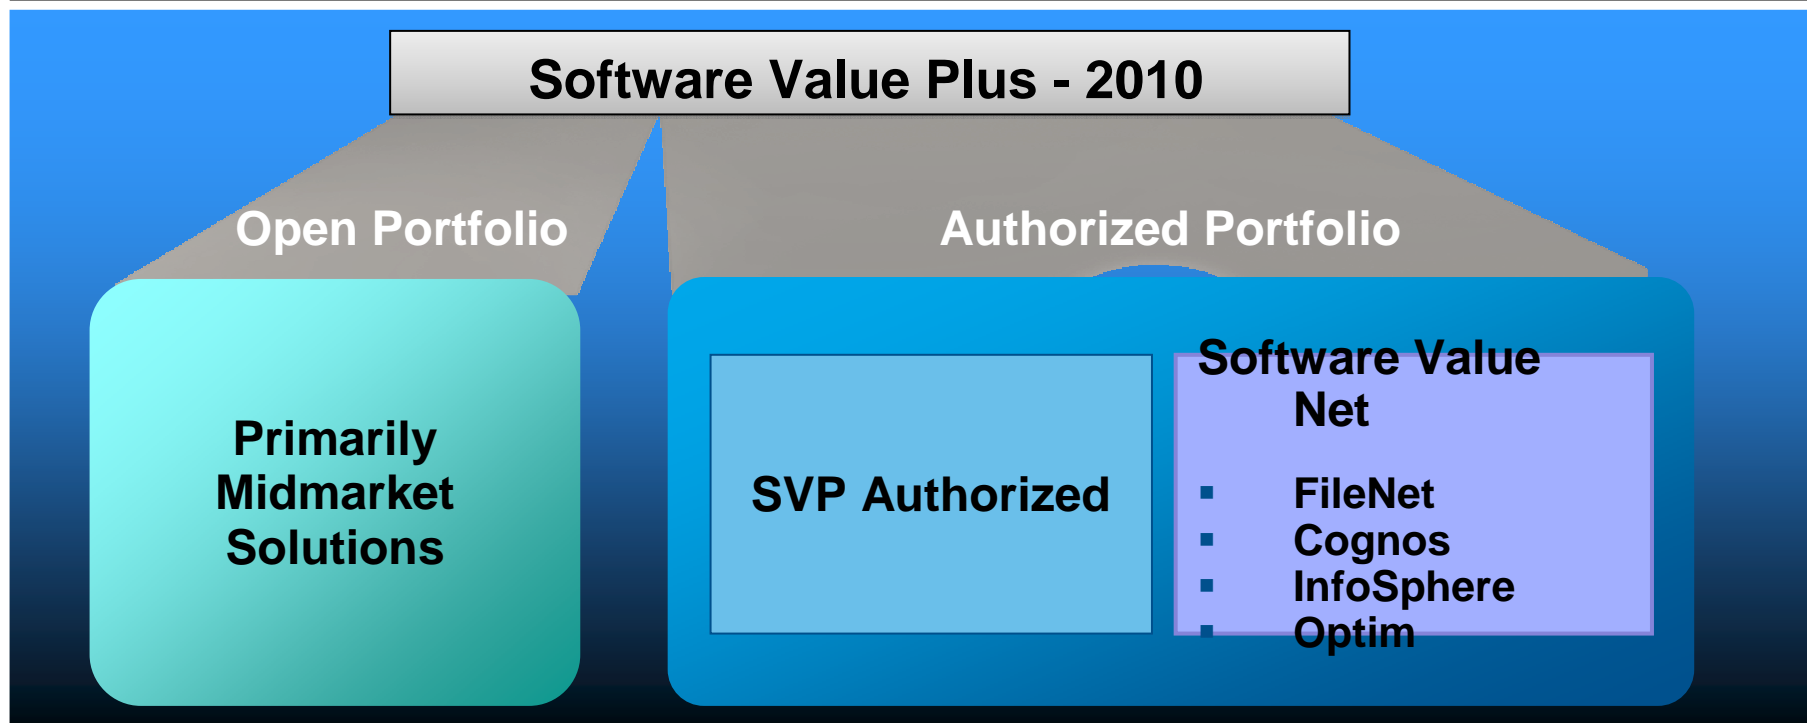 Software Value Plus - 2010
Open Portfolio
Authorized Portfolio
Primarily
Midmarket
Solutions
SVP Authorized
Software Value
Net
▪ FileNet
▪ Cognos
▪ InfoSphere
▪ Optim